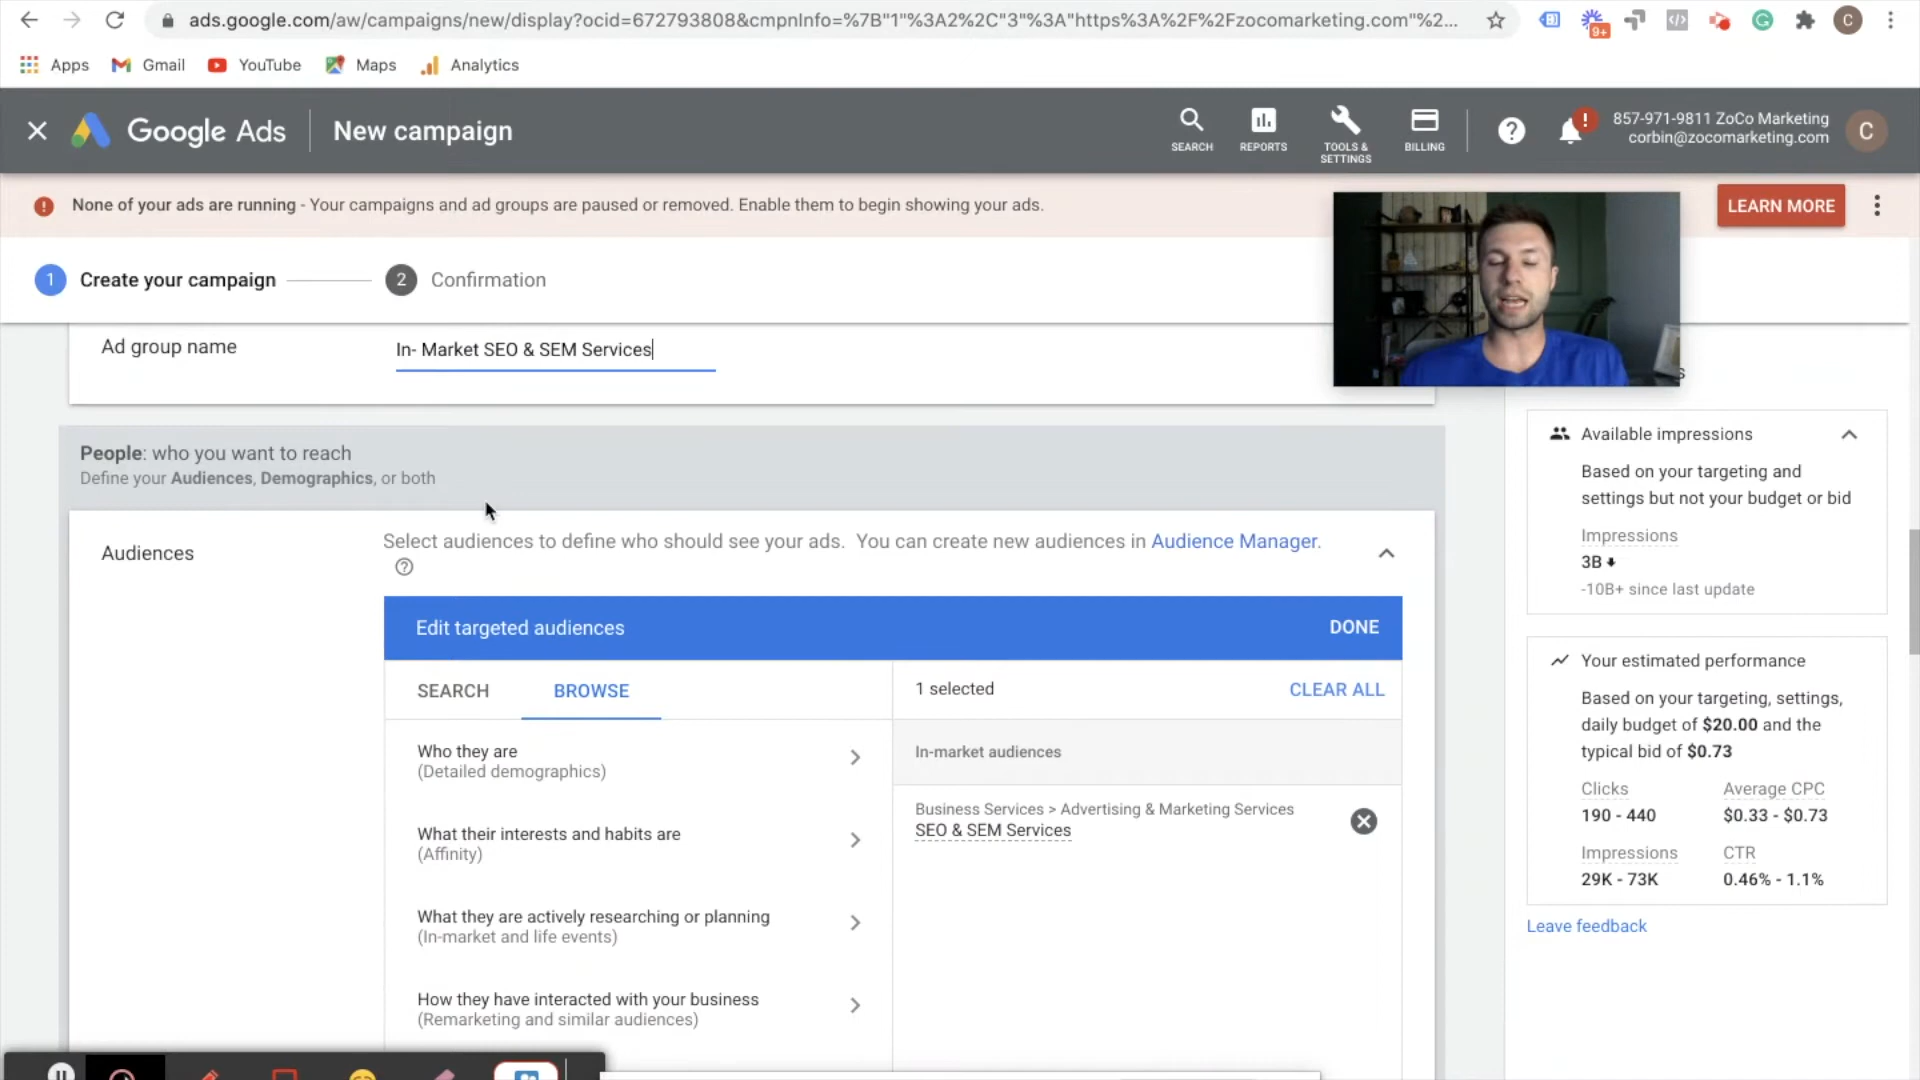 ads.google.com/aw/campaigns/new/display?ocid=672793808&cmpnInfo=%7B"1"%3A2%2C"3"%3A"https%3A%2F%2Fzocomarketing.com"%2...
9+
C
Apps
Gmail
YouTube
Maps
Analytics
Google Ads
New campaign
SEARCH
REPORTS
TOOLS &
SETTINGS
BILLING
?
!
857-971-9811 ZoCo Marketing
corbin@zocomarketing.com
C
None of your ads are running - Your campaigns and ad groups are paused or removed. Enable them to begin showing your ads.
LEARN MORE
1 Create your campaign
2 Confirmation
Ad group name
In- Market SEO & SEM Services
People: who you want to reach
Define your Audiences, Demographics, or both
Audiences
Select audiences to define who should see your ads. You can create new audiences in Audience Manager.
?
Edit targeted audiences
DONE
SEARCH
BROWSE
1 selected
CLEAR ALL
Who they are
(Detailed demographics)
What their interests and habits are
(Affinity)
What they are actively researching or planning
(In-market and life events)
How they have interacted with your business
(Remarketing and similar audiences)
In-market audiences
Business Services > Advertising & Marketing Services
SEO & SEM Services
Available impressions
Based on your targeting and
settings but not your budget or bid
Impressions
3B
-10B+ since last update
Your estimated performance
Based on your targeting, settings,
daily budget of $20.00 and the
typical bid of $0.73
Clicks
Average CPC
190 - 440
$0.33 - $0.73
Impressions
CTR
29K - 73K
0.46% - 1.1%
Leave feedback